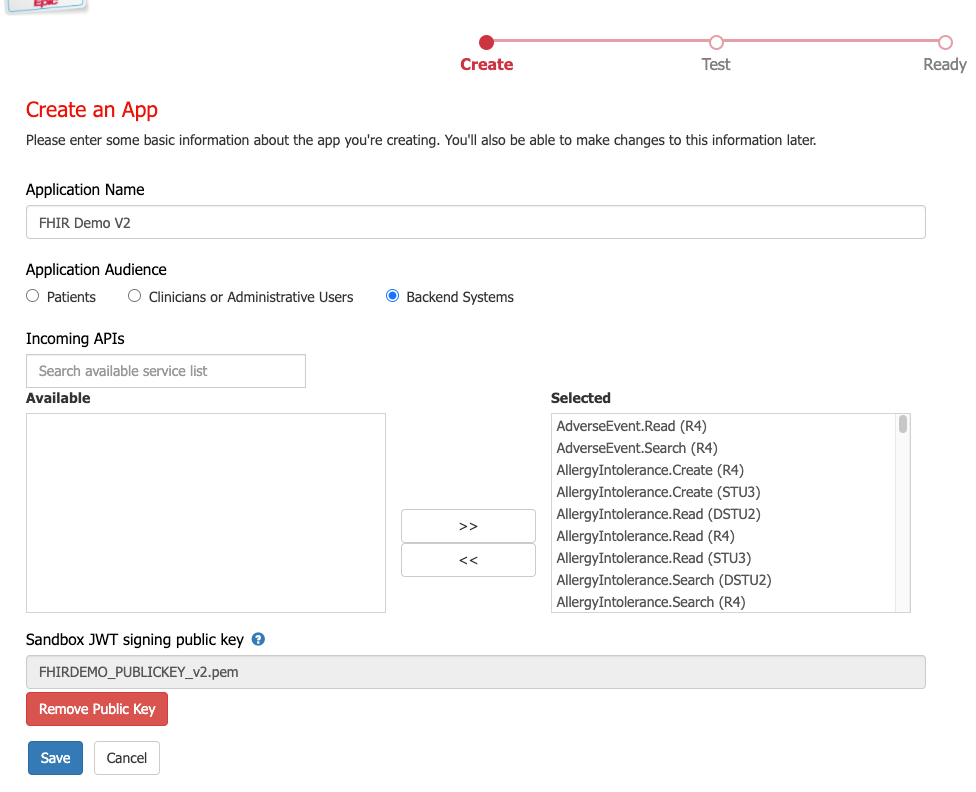 Epic
Create
Test
Ready
Create an App
Please enter some basic information about the app you're creating. You'll also be able to make changes to this information later.
Application Name
FHIR Demo V2
Application Audience
Patients
Clinicians or Administrative Users
Backend Systems
Incoming APIs
Search available service list
Available
Selected
AdverseEvent.Read (R4)
AdverseEvent.Search (R4)
AllergyIntolerance.Create (R4)
AllergyIntolerance.Create (STU3)
AllergyIntolerance.Read (DSTU2)
AllergyIntolerance.Read (R4)
AllergyIntolerance.Read (STU3)
AllergyIntolerance.Search (DSTU2)
AllergyIntolerance.Search (R4)
>>
<<
Sandbox JWT signing public key ?
FHIRDEMO_PUBLICKEY_v2.pem
Remove Public Key
Save
Cancel